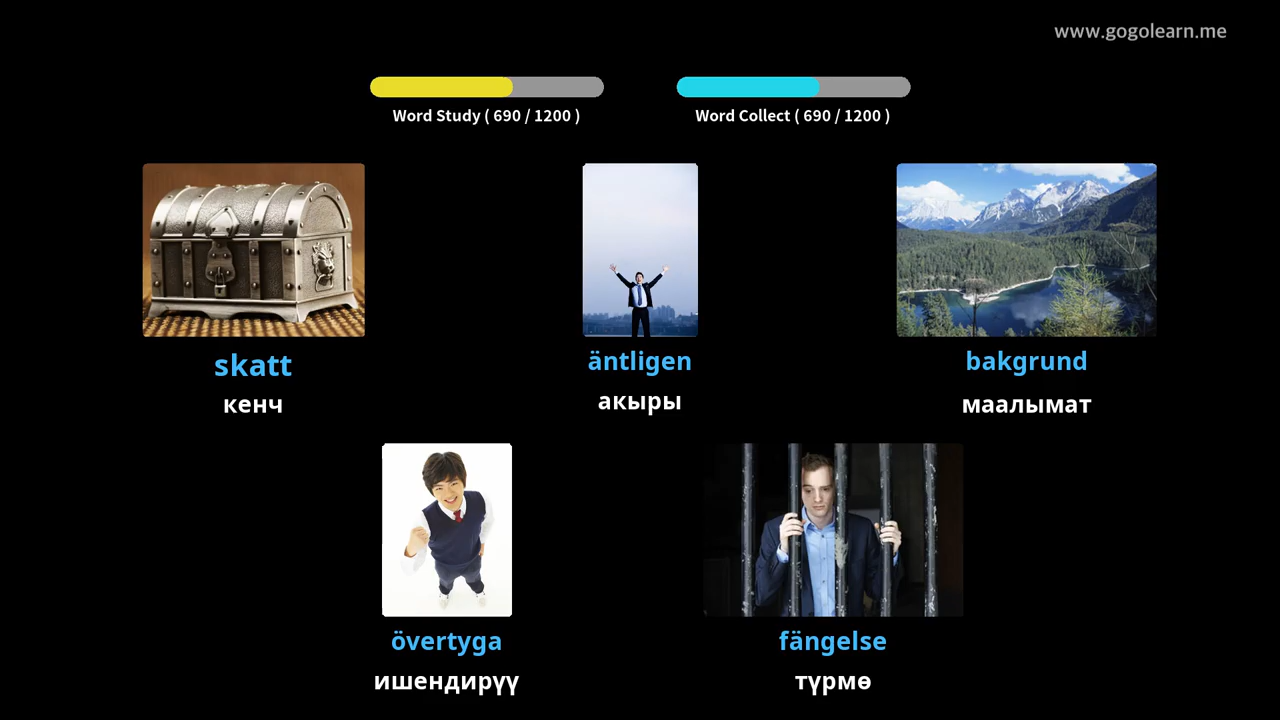 www.gogolearn.me
Word Study ( 690 / 1200 )
Word Collect ( 690 / 1200 )
skatt
кенч
äntligen
акыры
bakgrund
маалымат
övertyga
ишендирүү
fängelse
түрмө